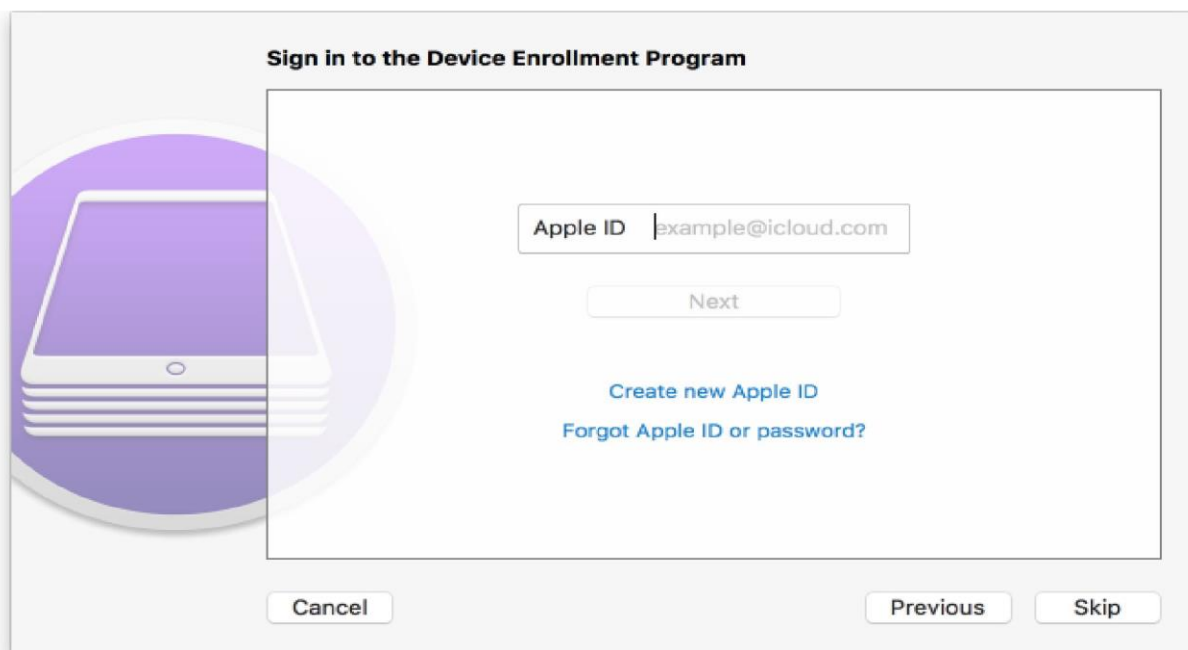 Sign in to the Device Enrollment Program
Apple ID example@icloud.com
Next
Create new Apple ID
Forgot Apple ID or password?
Cancel Previous Skip